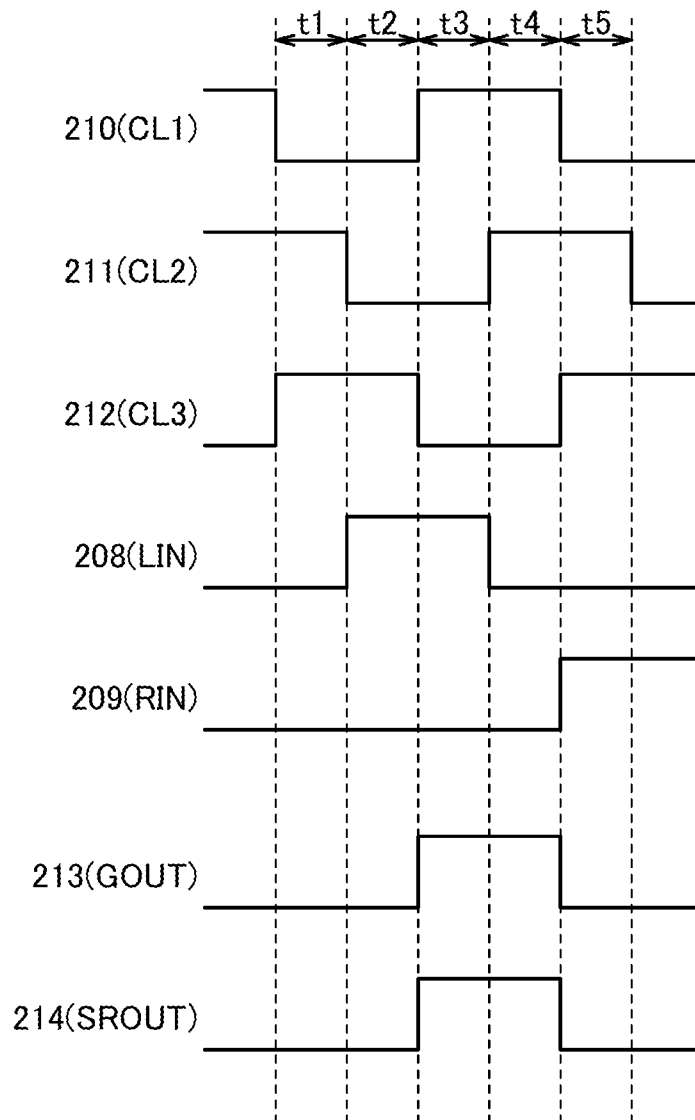 t1 t2 t3 t4 t5
210(CL1)
211(CL2)
212(CL3)
208(LIN)
209(RIN)
213(GOUT)
214(SROUT)